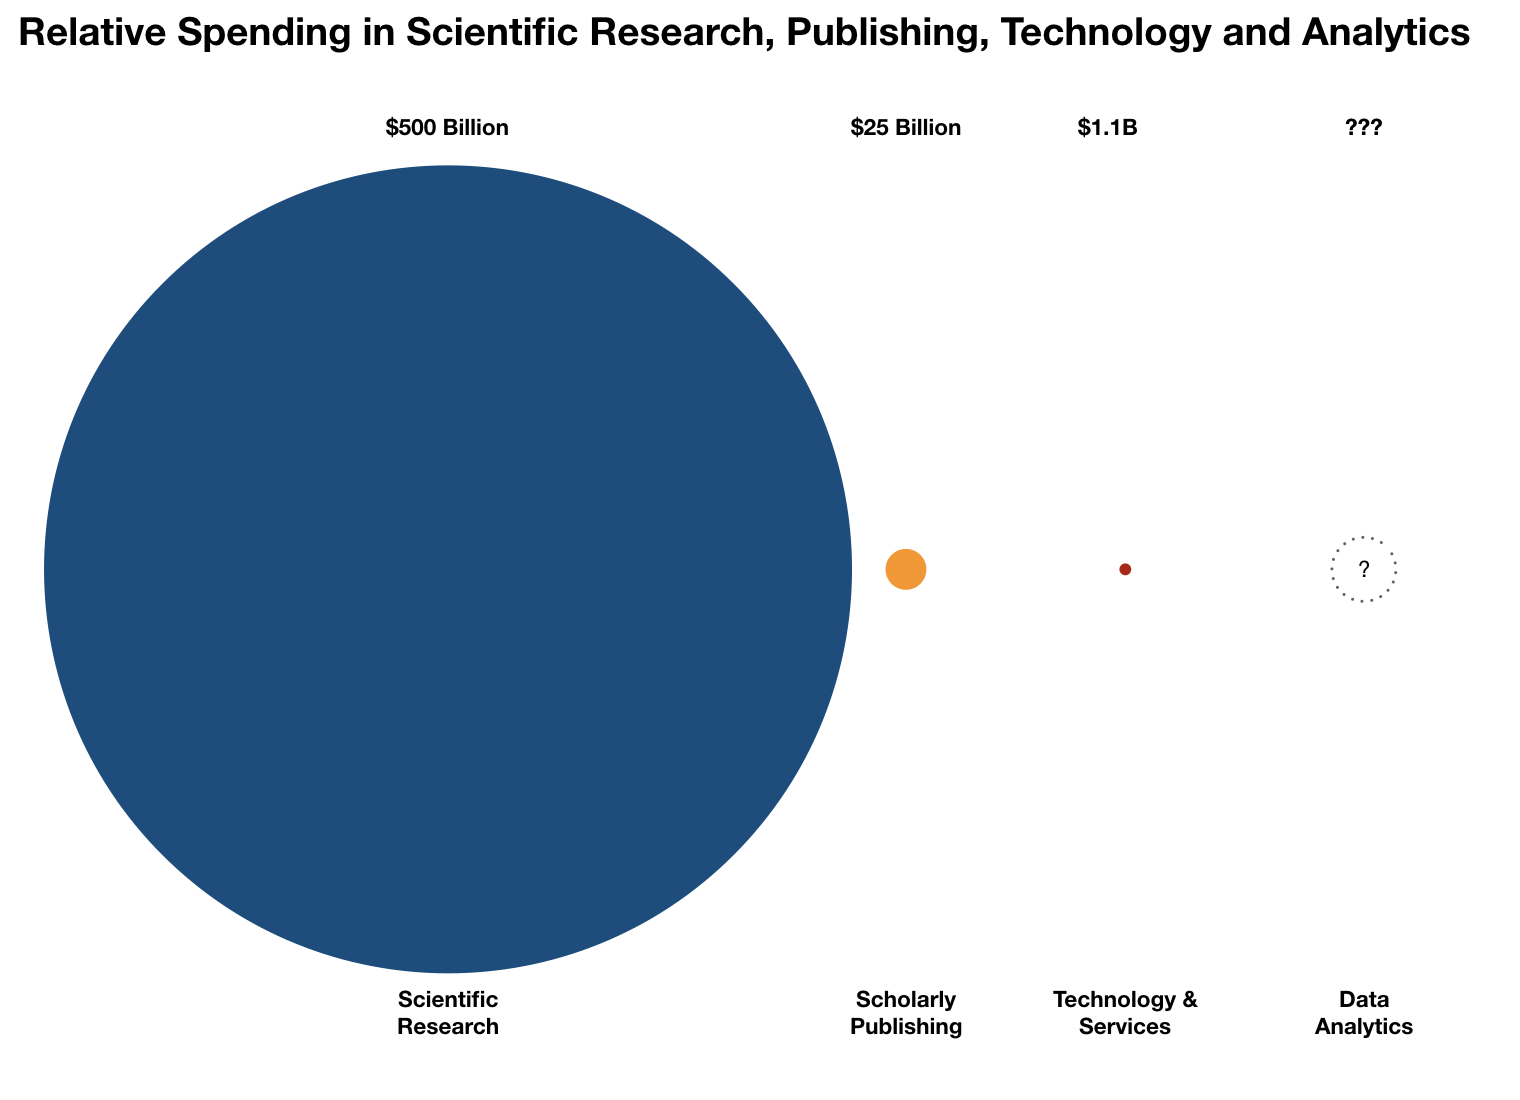 Relative Spending in Scientific Research, Publishing, Technology and Analytics
$500 Billion
$25 Billion
$1.1B
???
?
Scientific
Research
Scholarly
Publishing
Technology &
Services
Data
Analytics